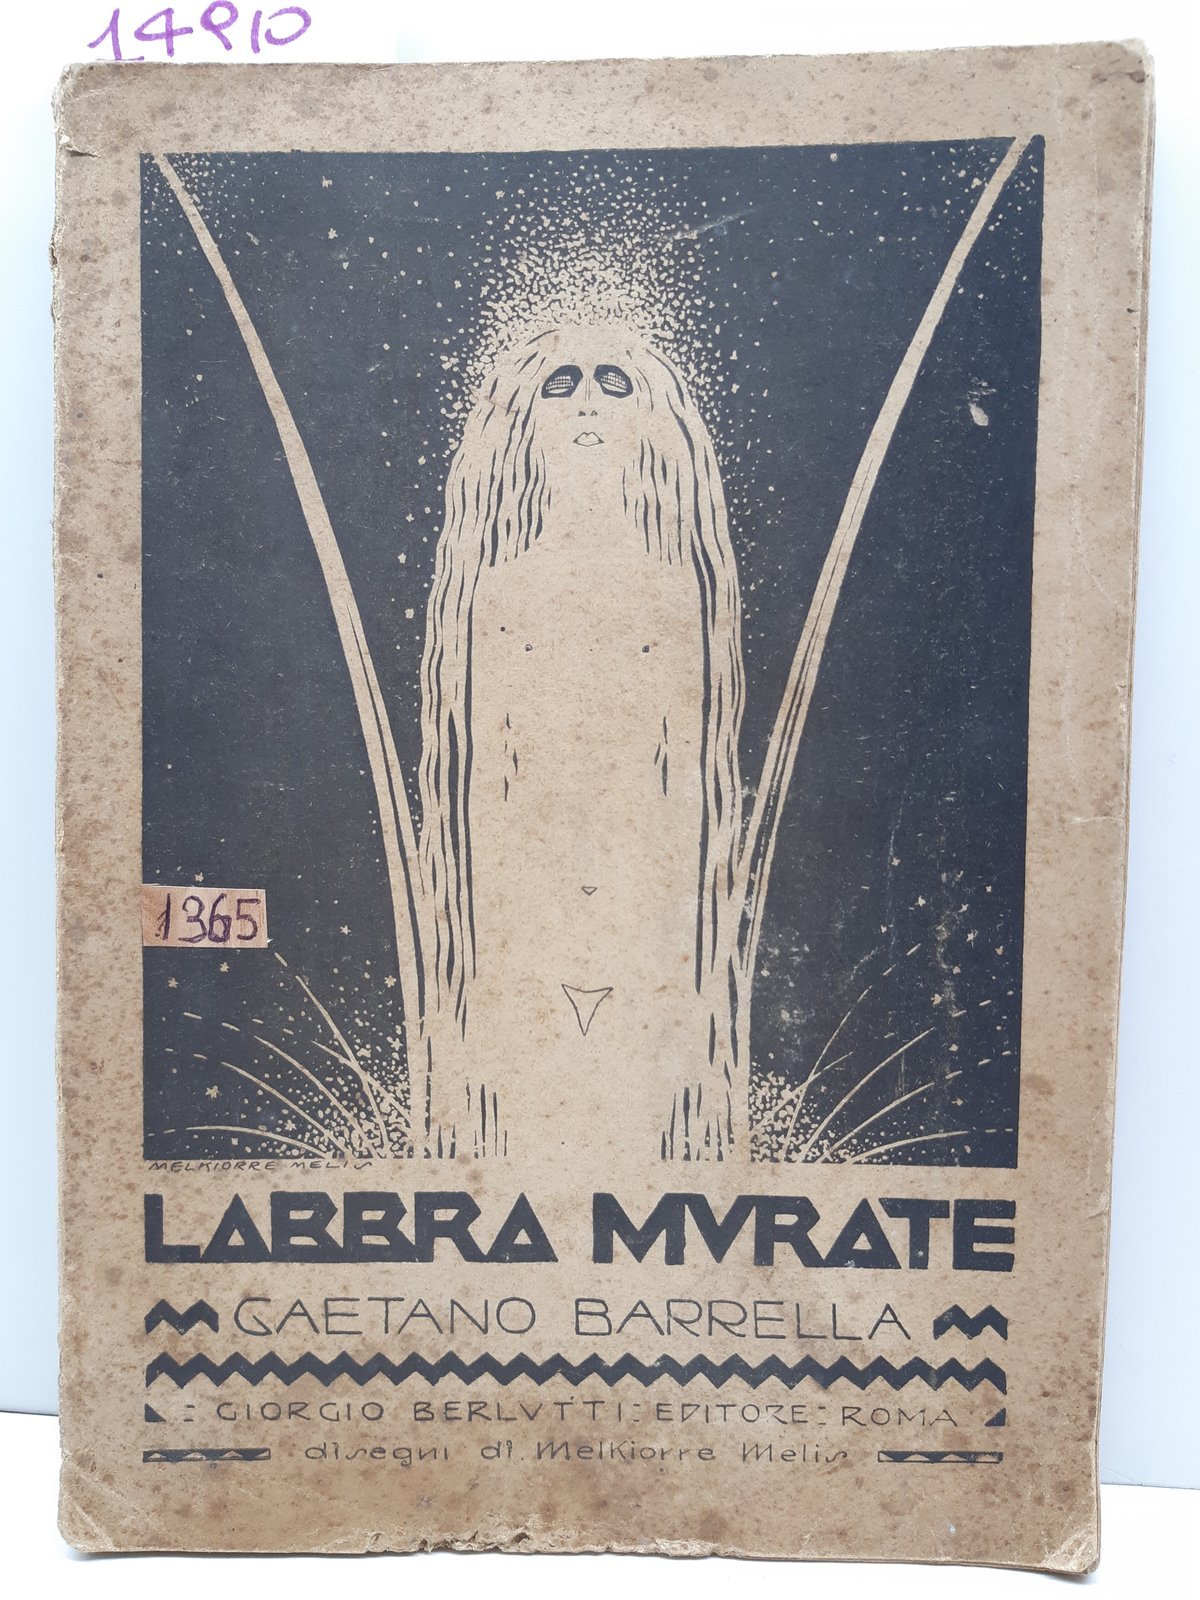 14910
1365
MELKIORRE MELIS
LABBRA MVRATE
GAETANO BARRELLA
GIORGIO BERLVTTI: EDITORE: ROMA
disegni di Melkiorre Melis